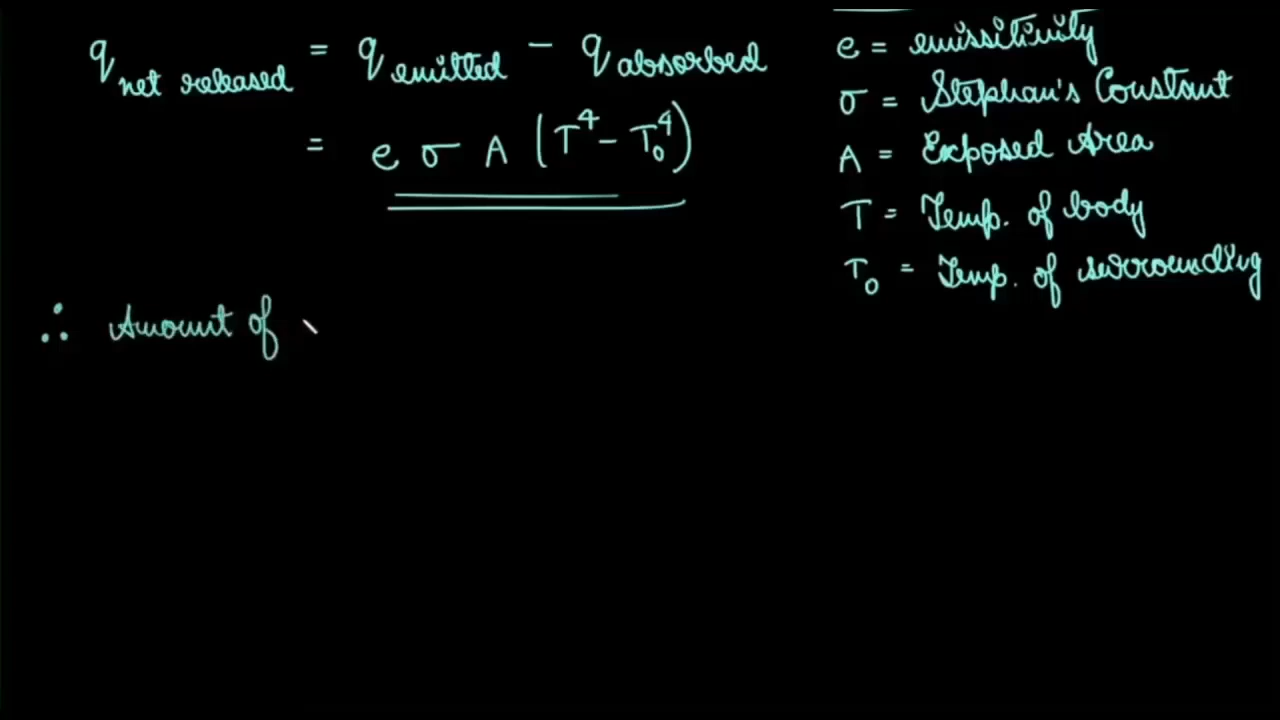 q net released = q emitted − q absorbed
= e σ A (T⁴ − T₀⁴)
e = emissitivity
σ = Stephan's Constant
A = Exposed Area
T = Temp. of body
T₀ = Temp. of surrounding
∴ Amount of